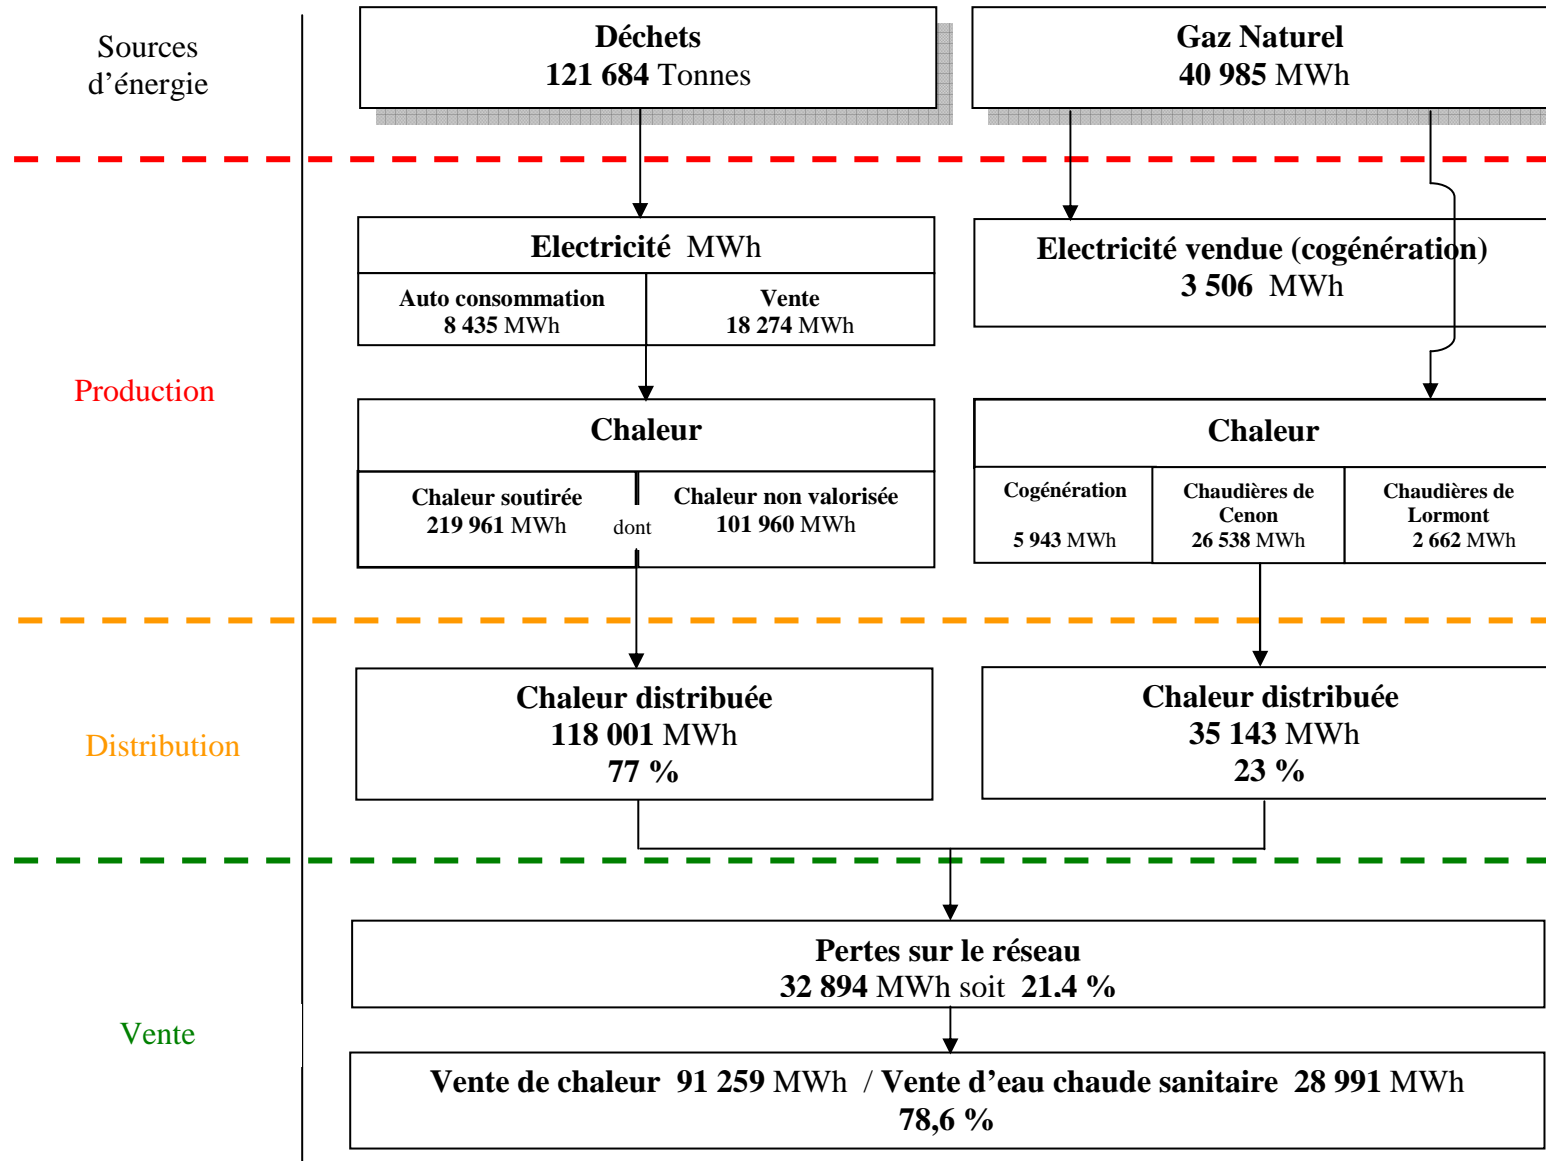 Sources
d’énergie
Déchets
121 684 Tonnes
Gaz Naturel
40 985 MWh
Production
Electricité MWh
Auto consommation
8 435 MWh
Vente
18 274 MWh
Electricité vendue (cogénération)
3 506 MWh
Chaleur
Chaleur soutirée
219 961 MWh
dont
Chaleur non valorisée
101 960 MWh
Chaleur
Cogénération
5 943 MWh
Chaudières de
Cenon
26 538 MWh
Chaudières de
Lormont
2 662 MWh
Distribution
Chaleur distribuée
118 001 MWh
77 %
Chaleur distribuée
35 143 MWh
23 %
Vente
Pertes sur le réseau
32 894 MWh soit 21,4 %
Vente de chaleur 91 259 MWh / Vente d’eau chaude sanitaire 28 991 MWh
78,6 %